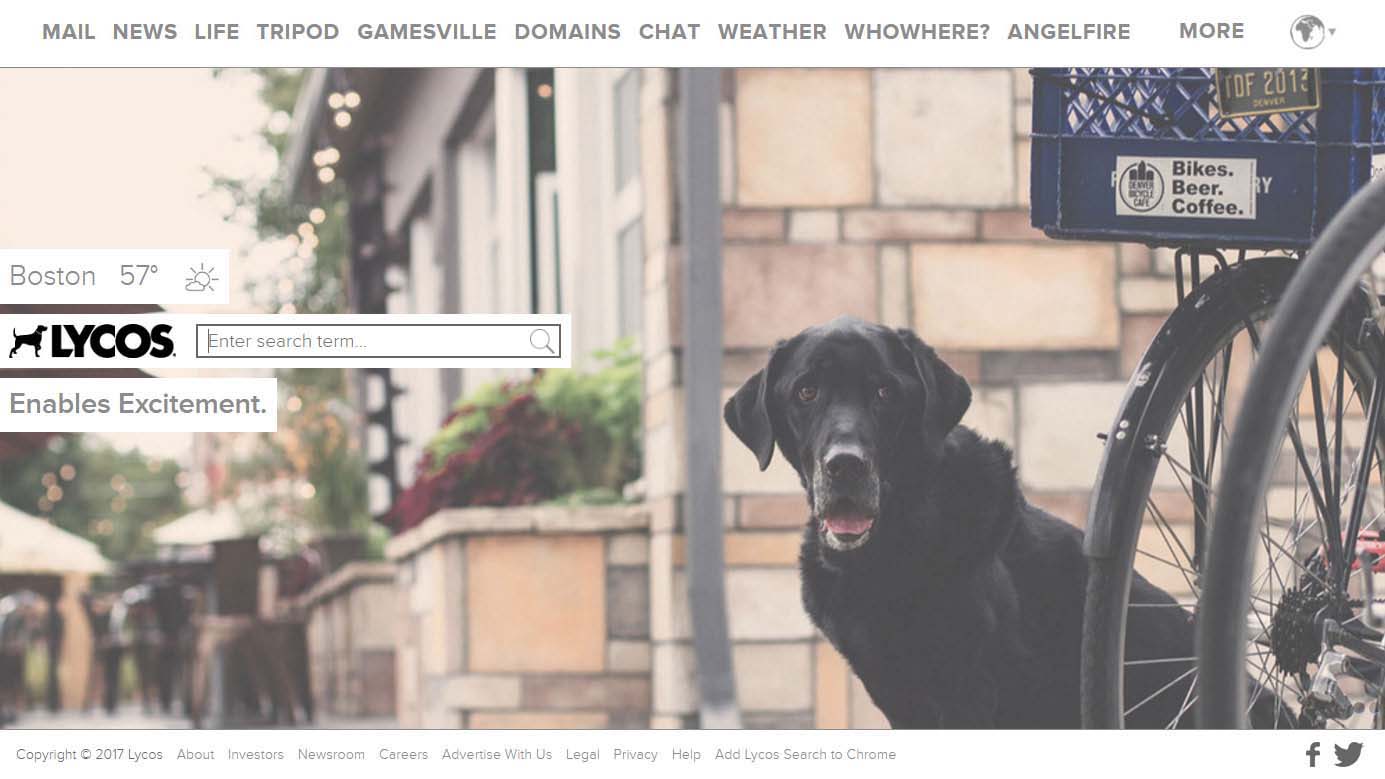 MAIL NEWS LIFE TRIPOD GAMESVILLE DOMAINS CHAT WEATHER WHOWHERE? ANGELFIRE MORE
TDF 2013
DENVER
Bikes.
Beer.
Coffee.
DENVER
BICYCLE
CAFE
Boston 57°
LYCOS
Enter search term...
Enables Excitement.
Copyright © 2017 Lycos About Investors Newsroom Careers Advertise With Us Legal Privacy Help Add Lycos Search to Chrome